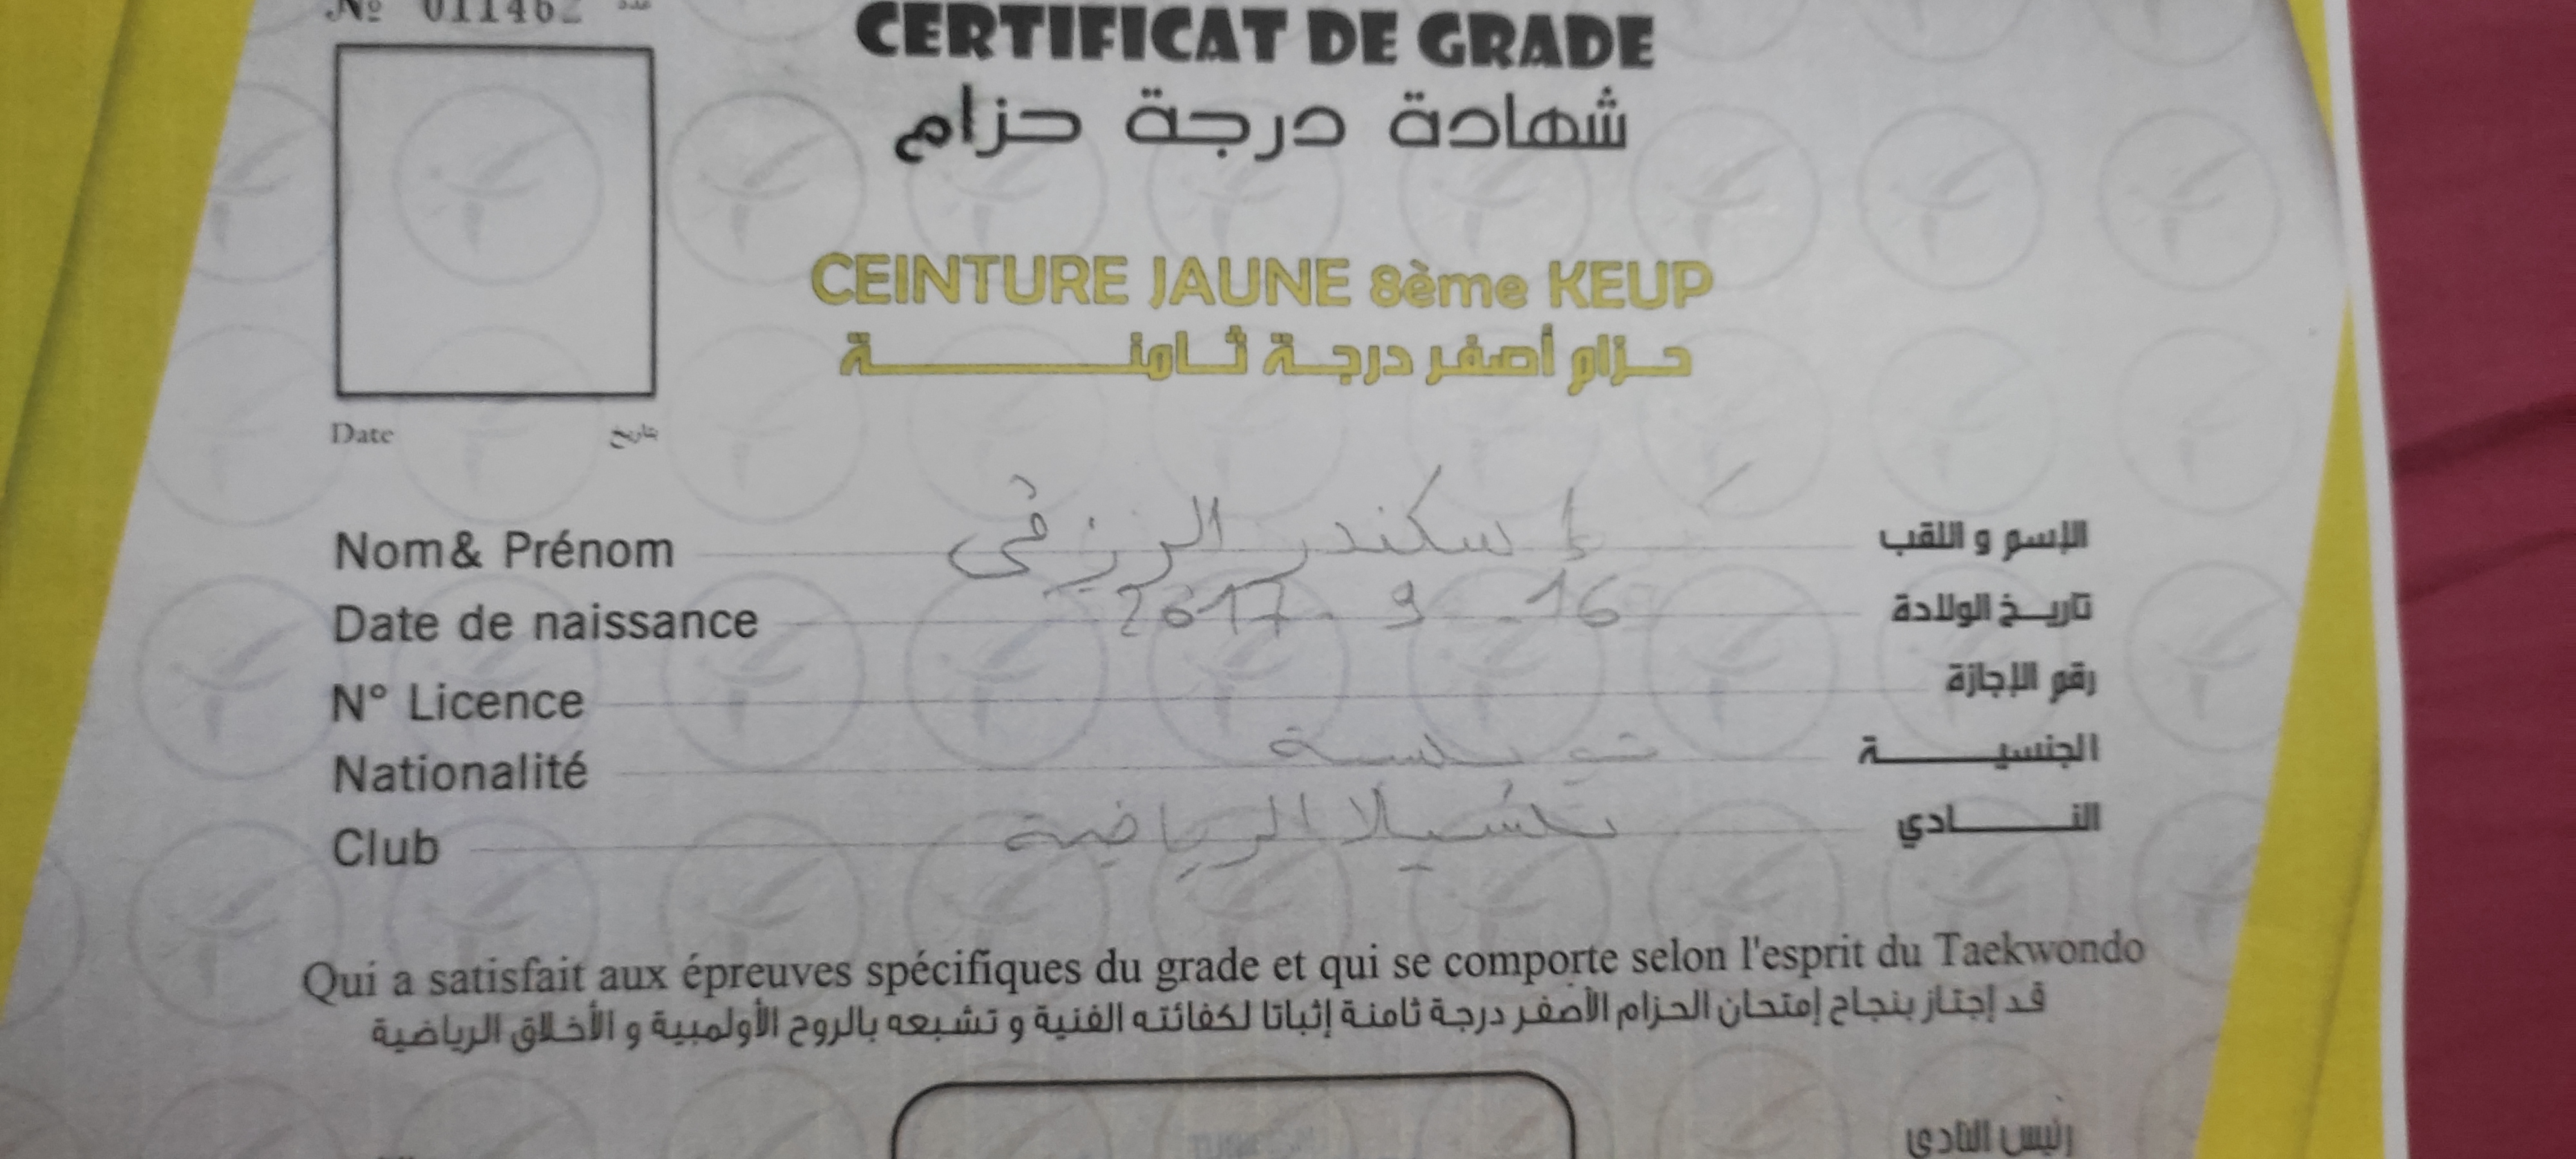 Nº 011462 عدد
CERTIFICAT DE GRADE
شهادة درجة حزام
CEINTURE JAUNE 8ème KEUP
حزام أصفر درجة ثامنة
Date تاريخ
Nom& Prénom إسكندر الرزقي الإسم و اللقب
Date de naissance 2017 - 9 - 16 تاريخ الولادة
N° Licence رقم الإجازة
Nationalité تونسية الجنسية
Club الرياضية النادي
Qui a satisfait aux épreuves spécifiques du grade et qui se comporte selon l'esprit du Taekwondo
قد إجتاز بنجاح إمتحان الحزام الأصفر درجة ثامنة إثباتا لكفائته الفنية و تشبعه بالروح الأولمبية و الأخلاق الرياضية
رئيس النادي